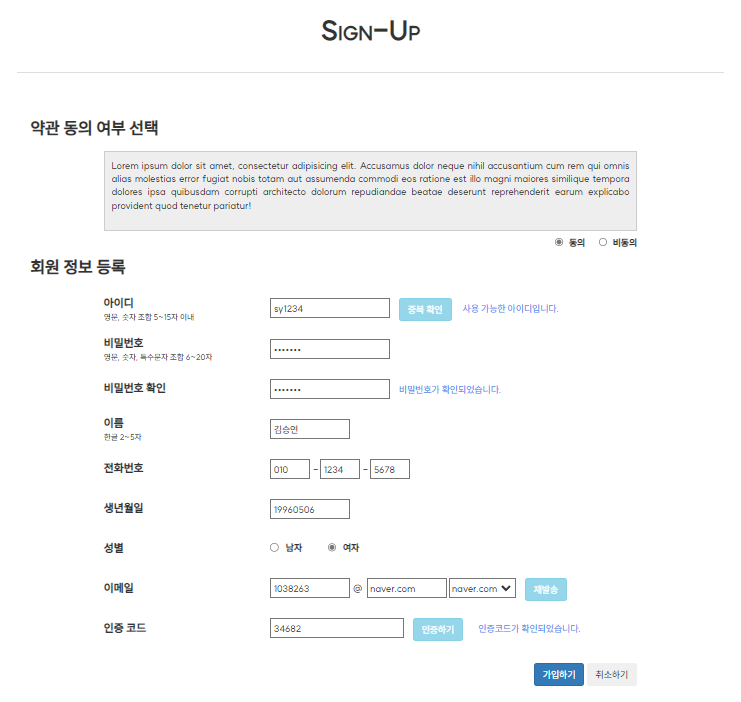 Sign-Up
약관 동의 여부 선택
Lorem ipsum dolor sit amet, consectetur adipisicing elit. Accusamus dolor neque nihil accusantium cum rem qui omnis
alias molestias error fugiat nobis totam aut assumenda commodi eos ratione est illo magni maiores similique tempora
dolores ipsa quibusdam corrupti architecto dolorum repudiandae beatae deserunt reprehenderit earum explicabo
provident quod tenetur pariatur!
동의 비동의
회원 정보 등록
아이디 sy1234 중복 확인 사용 가능한 아이디입니다.
영문, 숫자 조합 5~15자 이내
비밀번호 •••••••
영문, 숫자, 특수문자 조합 6~20자
비밀번호 확인 ••••••• 비밀번호가 확인되었습니다.
이름 김승연
한글 2~5자
전화번호 010 - 1234 - 5678
생년월일 19960506
성별 남자 여자
이메일 1038263 @ naver.com naver.com 재발송
인증 코드 34682 인증하기 인증코드가 확인되었습니다.
가입하기 취소하기